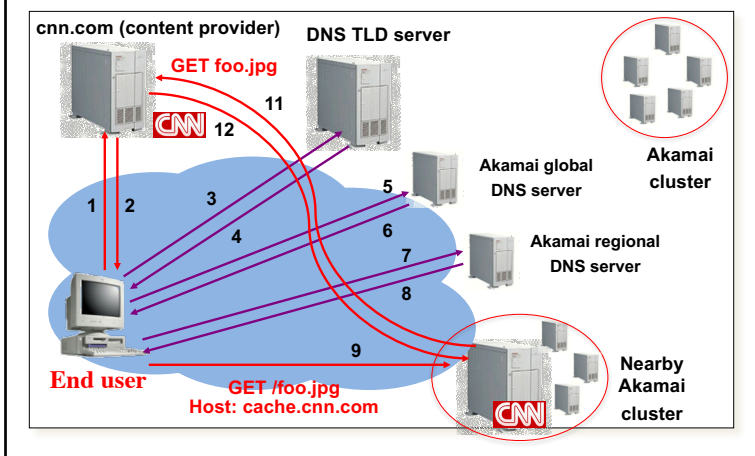 cnn.com (content provider)
DNS TLD server
GET foo.jpg
11
12
CNN
Akamai
cluster
Akamai global
DNS server
1
2
3
4
5
6
Akamai regional
DNS server
7
8
9
End user
GET /foo.jpg
Host: cache.cnn.com
CNN
Nearby
Akamai
cluster